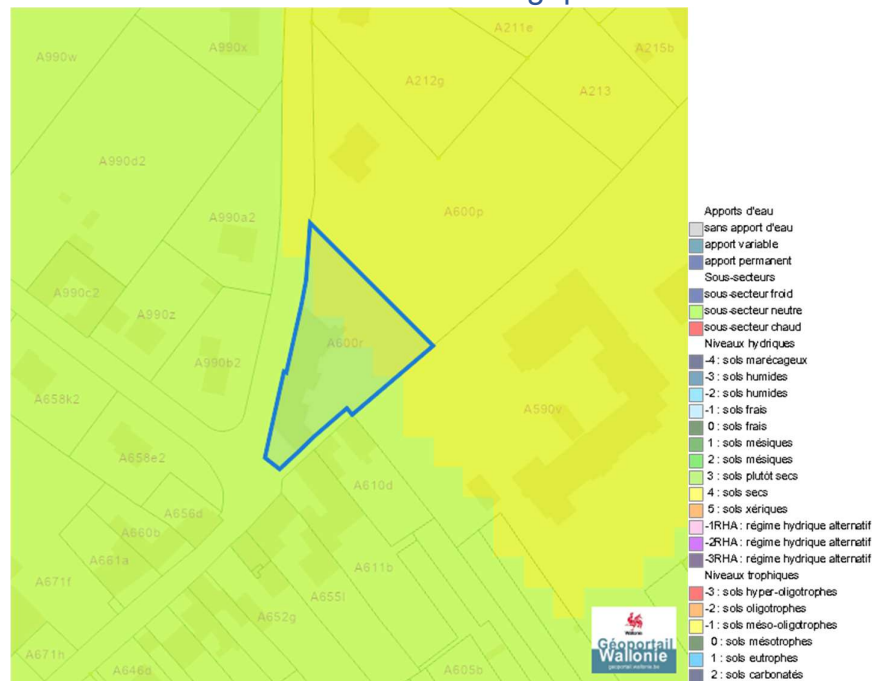 A990w
A990x
A211e
A215b
A212g
A213
A990d2
A990a2
A600p
A990c2
A990z
A600r
A990b2
A658k2
A590v
A658e2
A610d
A656d
A660b
A661a
A611b
A671f
A655l
A652g
A671h
A646d
A605b
Wallonie
Géoportail
Wallonie
geoportail.wallonie.be
Apports d'eau
sans apport d'eau
apport variable
apport permanent
Sous-secteurs
sous-secteur froid
sous-secteur neutre
sous-secteur chaud
Niveaux hydriques
-4 : sols marécageux
-3 : sols humides
-2 : sols humides
-1 : sols frais
0 : sols frais
1 : sols mésiques
2 : sols mésiques
3 : sols plutôt secs
4 : sols secs
5 : sols xériques
-1RHA : régime hydrique alternatif
-2RHA : régime hydrique alternatif
-3RHA : régime hydrique alternatif
Niveaux trophiques
-3 : sols hyper-oligotrophes
-2 : sols oligotrophes
-1 : sols méso-oligotrophes
0 : sols mésotrophes
1 : sols eutrophes
2 : sols carbonatés